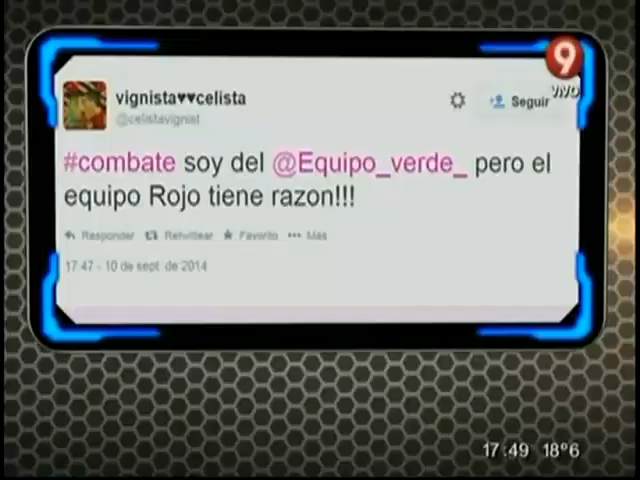 9
VIVO
vignista♥♥celista
Seguir
@celistavignist
#combate soy del @Equipo_verde_ pero el
equipo Rojo tiene razon!!!
Responder Retwittear Favorito Más
17:47 - 10 de sept. de 2014
17:49 18°6